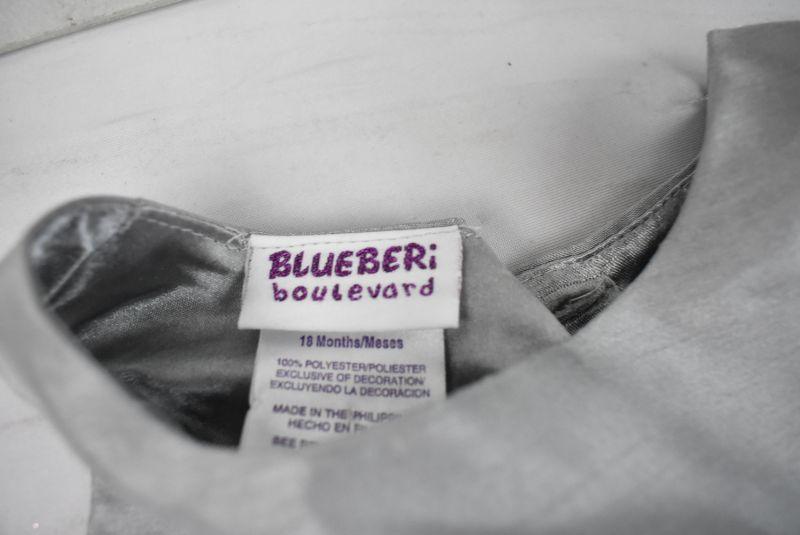 BLUEBERi
boulevard
18 Months/Meses
100% POLYESTER/POLIESTER
EXCLUSIVE OF DECORATION/
EXCLUYENDO LA DECORACION
MADE IN THE
HECHO EN
SEE